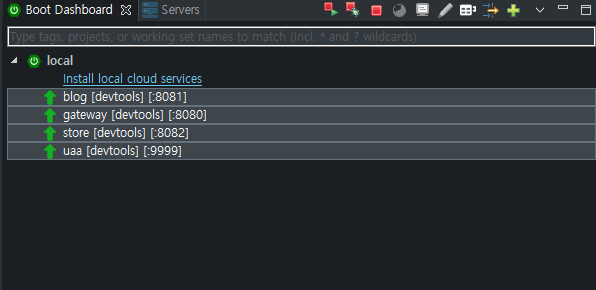 Boot Dashboard Servers
Type tags, projects, or working set names to match (incl. * and ? wildcards)
local
Install local cloud services
blog [devtools] [:8081]
gateway [devtools] [:8080]
store [devtools] [:8082]
uaa [devtools] [:9999]